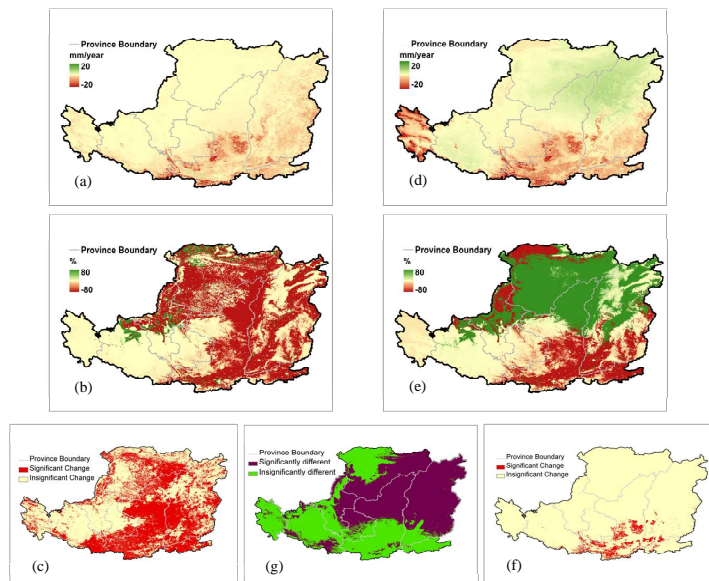 Province Boundary
mm/year
20
-20
(a)
Province Boundary
mm/year
20
-20
(d)
Province Boundary
%
80
-80
(b)
Province Boundary
%
80
-80
(e)
Province Boundary
Significant Change
Insignificant Change
(c)
Province Boundary
Significantly different
Insignificantly different
(g)
Province Boundary
Significant Change
Insignificant Change
(f)